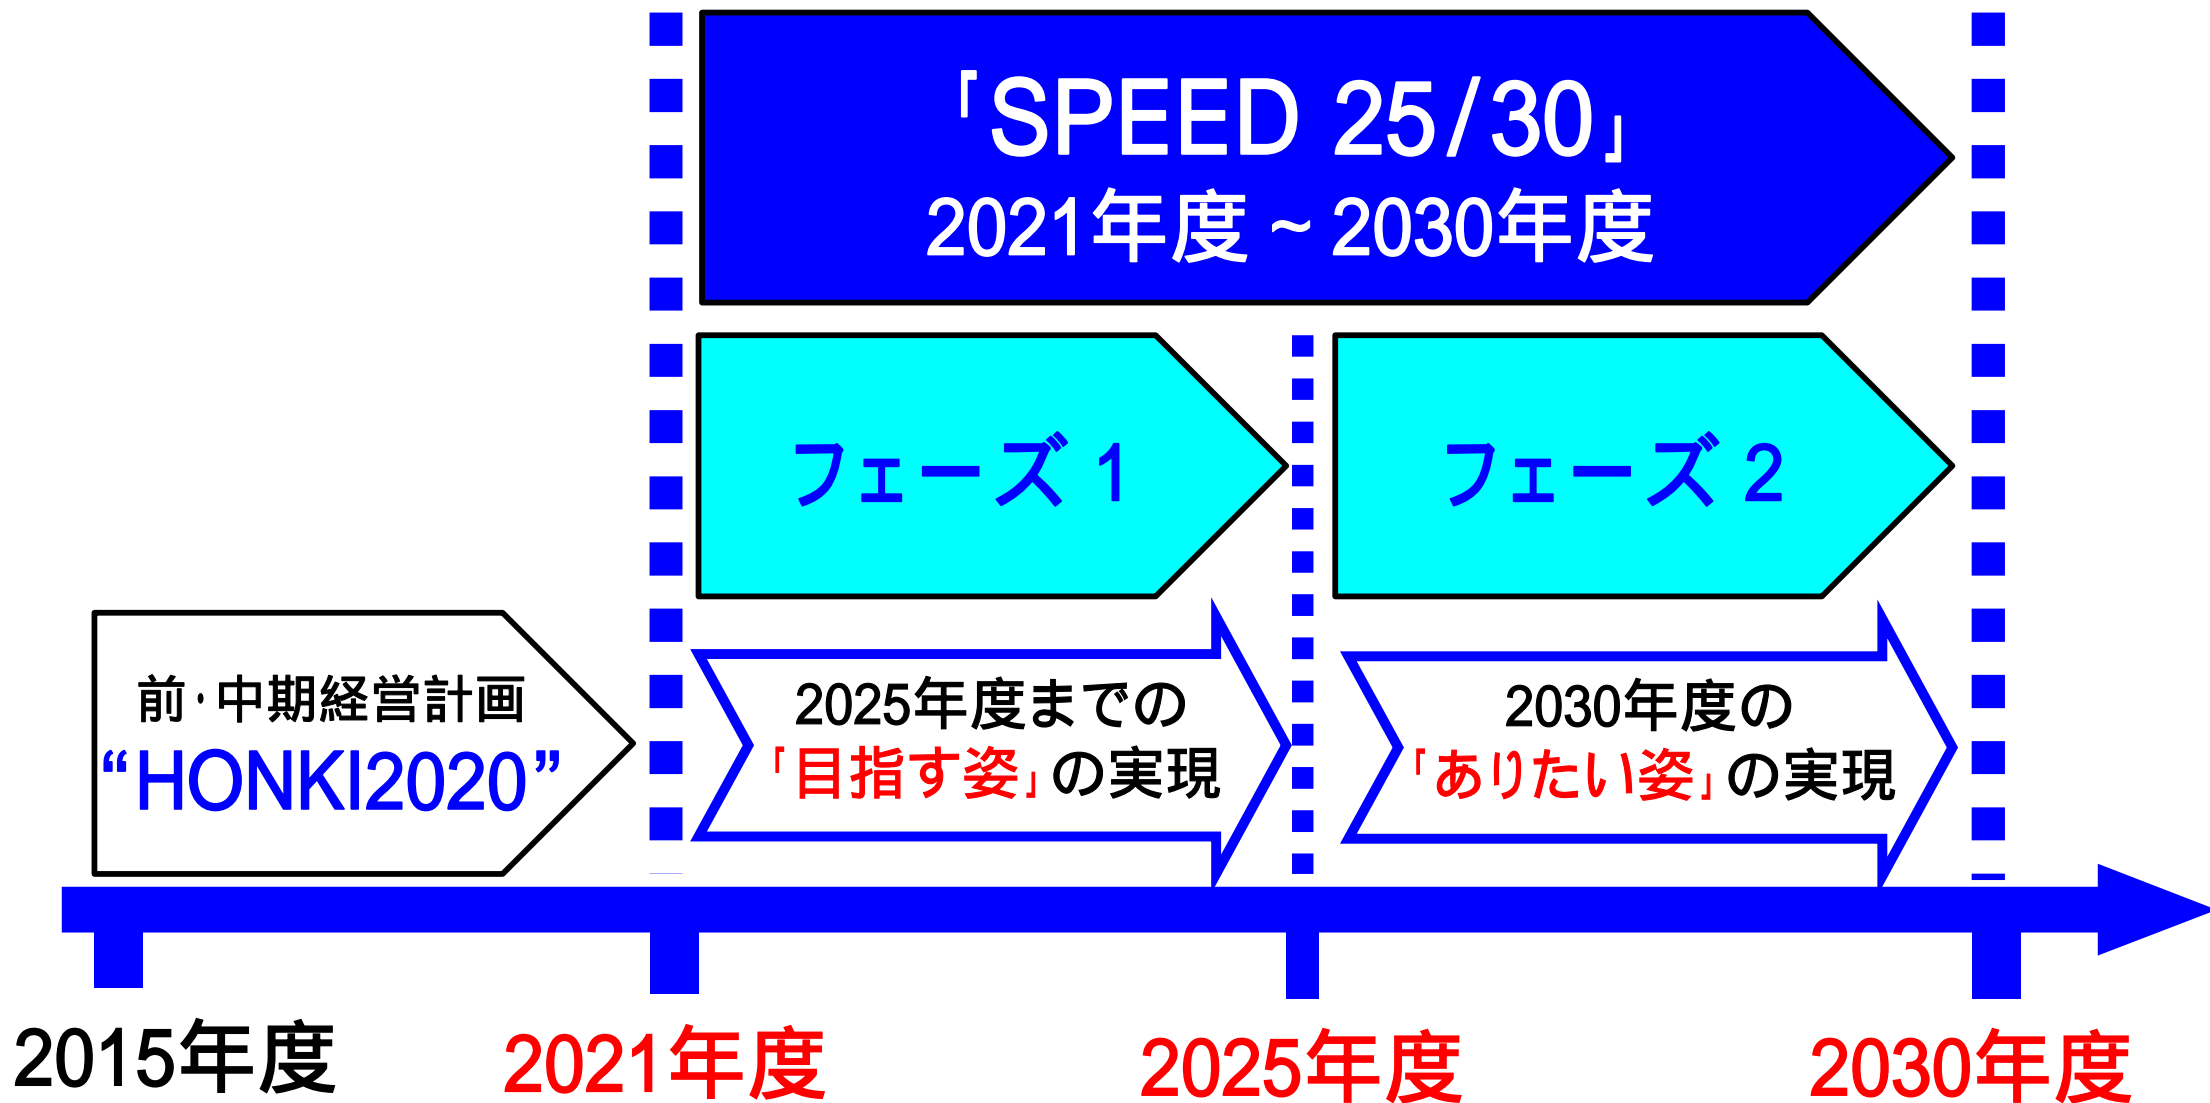 「SPEED 25/30」
2021年度~2030年度
フェーズ 1
フェーズ 2
前・中期経営計画
“HONKI2020”
2025年度までの
「目指す姿」の実現
2030年度の
「ありたい姿」の実現
2015年度
2021年度
2025年度
2030年度